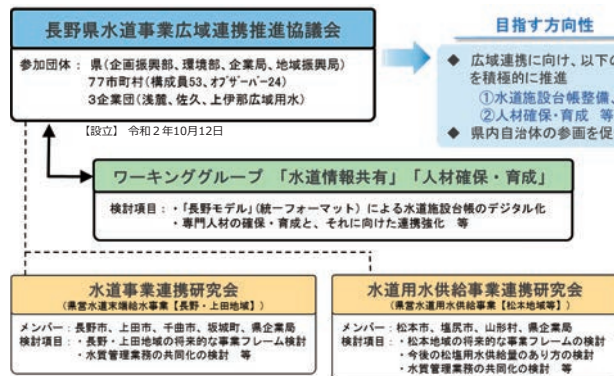 長野県水道事業広域連携推進協議会
参加団体： 県(企画振興部、環境部、企業局、地域振興局)
77市町村(構成員53、オブザーバー24)
3企業団(浅麓、佐久、上伊那広域用水)
【設立】 令和２年10月12日
目指す方向性
◆ 広域連携に向け、以下の
を積極的に推進
①水道施設台帳整備、
②人材確保・育成 等
◆ 県内自治体の参画を促
ワーキンググループ 「水道情報共有」 「人材確保・育成」
検討項目：・「長野モデル」(統一フォーマット) による水道施設台帳のデジタル化
・専門人材の確保・育成と、それに向けた連携強化 等
水道事業連携研究会
(県営水道末端給水事業【長野・上田地域】)
メンバー：長野市、上田市、千曲市、坂城町、県企業局
検討項目：・長野・上田地域の将来的な事業フレーム検討
・水質管理業務の共同化の検討 等
水道用水供給事業連携研究会
(県営水道用水供給事業【松本地域等】)
メンバー：松本市、塩尻市、山形村、県企業局
検討項目：・松本地域の将来的な事業フレームの検討
・今後の松塩用水供給量のあり方の検討
・水質管理業務の共同化の検討 等